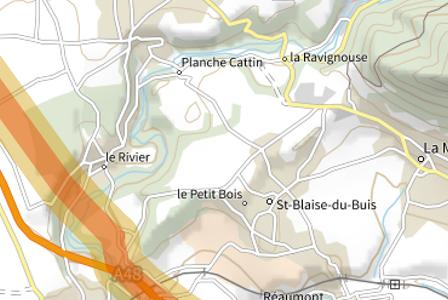 Planche Cattin
la Ravignouse
La M
le Rivier
le Petit Bois
St-Blaise-du-Buis
A48
Réaumont